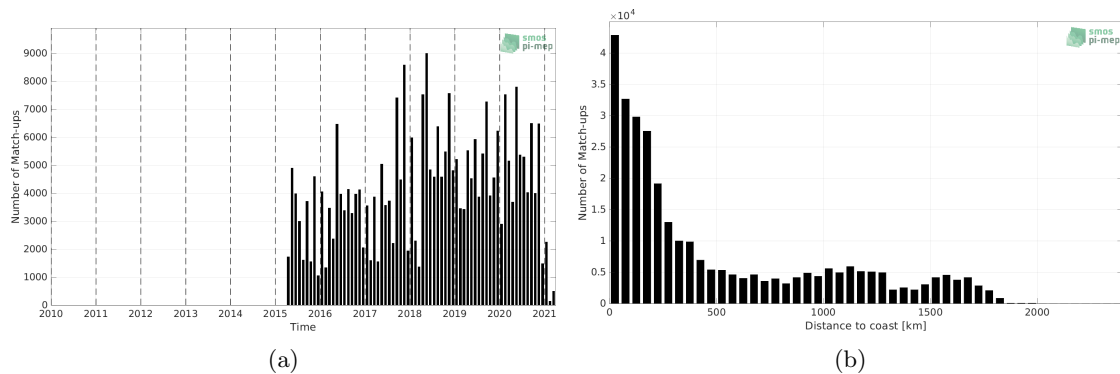 smos
pi-mep
9000
8000
7000
6000
5000
4000
3000
2000
1000
0
Number of Match-ups
2010 2011 2012 2013 2014 2015 2016 2017 2018 2019 2020 2021
Time
(a)
×10⁴
smos
pi-mep
4
3.5
3
2.5
2
1.5
1
0.5
0
Number of Match-ups
0 500 1000 1500 2000
Distance to coast [km]
(b)